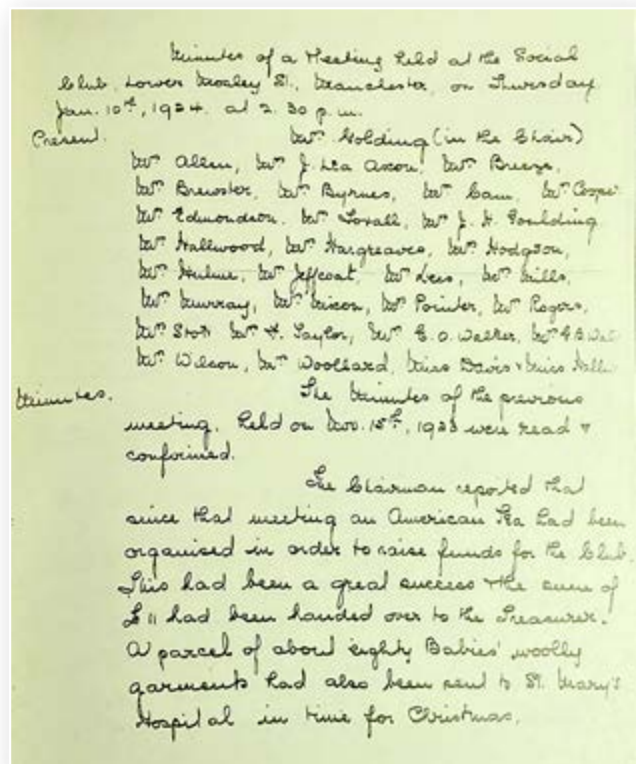 Minutes of a Meeting held at the Social
Club, Lower Mosley St., Manchester, on Thursday
Jan. 10th, 1924. at 2.30 p.m.
Present. Mrs Golding (in the Chair)
Mrs Allen, Mrs J. Lea Axon, Mrs Breeze,
Mrs Brewster, Mrs Byrnes, Mrs Cam, Mrs
Mrs Edmondson. Mrs Foxall, Mrs J. H. Goulding
Mrs Hallwood, Mrs Hargreaves, Mrs Hodgson,
Mrs Hulme, Mrs Jeffcoat, Mrs Lees, Mrs Mills,
Mrs Murray, Mrs Nixon, Mrs Pointer, Mrs Rogers,
Mrs Stott Mrs H. Taylor, Mrs E. O. Walker, Mrs
Mrs Wilson, Mrs Woollard, Miss Davis & Miss
Minutes. The Minutes of the previous
meeting, held on Nov. 15th, 1923 were read &
confirmed.
The Chairman reported that
since that meeting an American Tea had been
organised in order to raise funds for the Club.
This had been a great success & the sum of
£11 had been handed over to the Treasurer.
A parcel of about eighty Babies' woolly
garments had also been sent to St. Mary's
Hospital in time for Christmas.